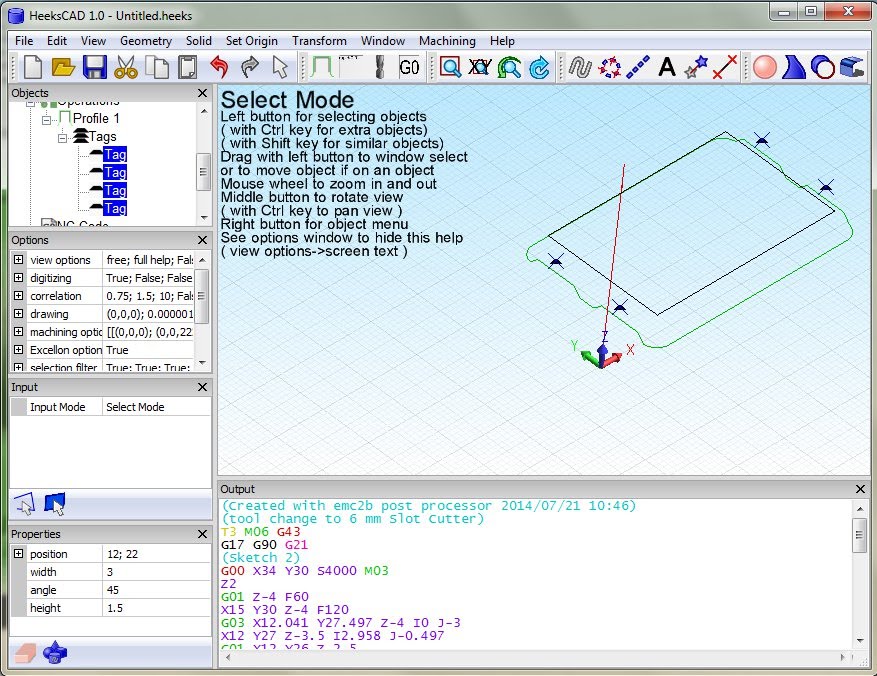 HeeksCAD 1.0 - Untitled.heeks
File Edit View Geometry Solid Set Origin Transform Window Machining Help
G0
Objects
Operations
Profile 1
Tags
Tag
Tag
Tag
Tag
NC Code
Options
view options free; full help; Fals
digitizing True; False; False
correlation 0.75; 1.5; 10; Fals
drawing (0,0,0); 0.000001
machining optio [[(0,0,0); (0,0,22
Excellon option True
selection filter True; True; True;
Input
Input Mode Select Mode
Properties
position 12; 22
width 3
angle 45
height 1.5
Select Mode
Left button for selecting objects
( with Ctrl key for extra objects)
( with Shift key for similar objects)
Drag with left button to window select
or to move object if on an object
Mouse wheel to zoom in and out
Middle button to rotate view
( with Ctrl key to pan view )
Right button for object menu
See options window to hide this help
( view options->screen text )
Z
Y X
Output
(Created with emc2b post processor 2014/07/21 10:46)
(tool change to 6 mm Slot Cutter)
T3 M06 G43
G17 G90 G21
(Sketch 2)
G00 X34 Y30 S4000 M03
Z2
G01 Z-4 F60
X15 Y30 Z-4 F120
G03 X12.041 Y27.497 Z-4 I0 J-3
X12 Y27 Z-3.5 I2.958 J-0.497
G01 X12 Y26 Z-2.5